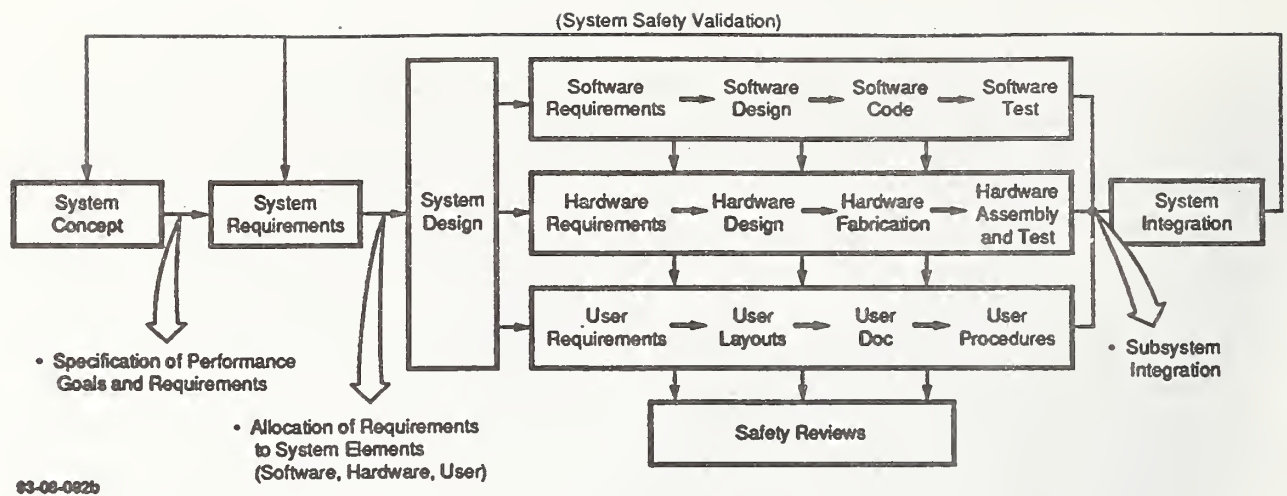 (System Safety Validation)
System
Concept
System
Requirements
System
Design
Software
Requirements
Software
Design
Software
Code
Software
Test
Hardware
Requirements
Hardware
Design
Hardware
Fabrication
Hardware
Assembly
and Test
User
Requirements
User
Layouts
User
Doc
User
Procedures
System
Integration
Safety Reviews
• Specification of Performance
Goals and Requirements
• Allocation of Requirements
to System Elements
(Software, Hardware, User)
• Subsystem
Integration
93-08-092b